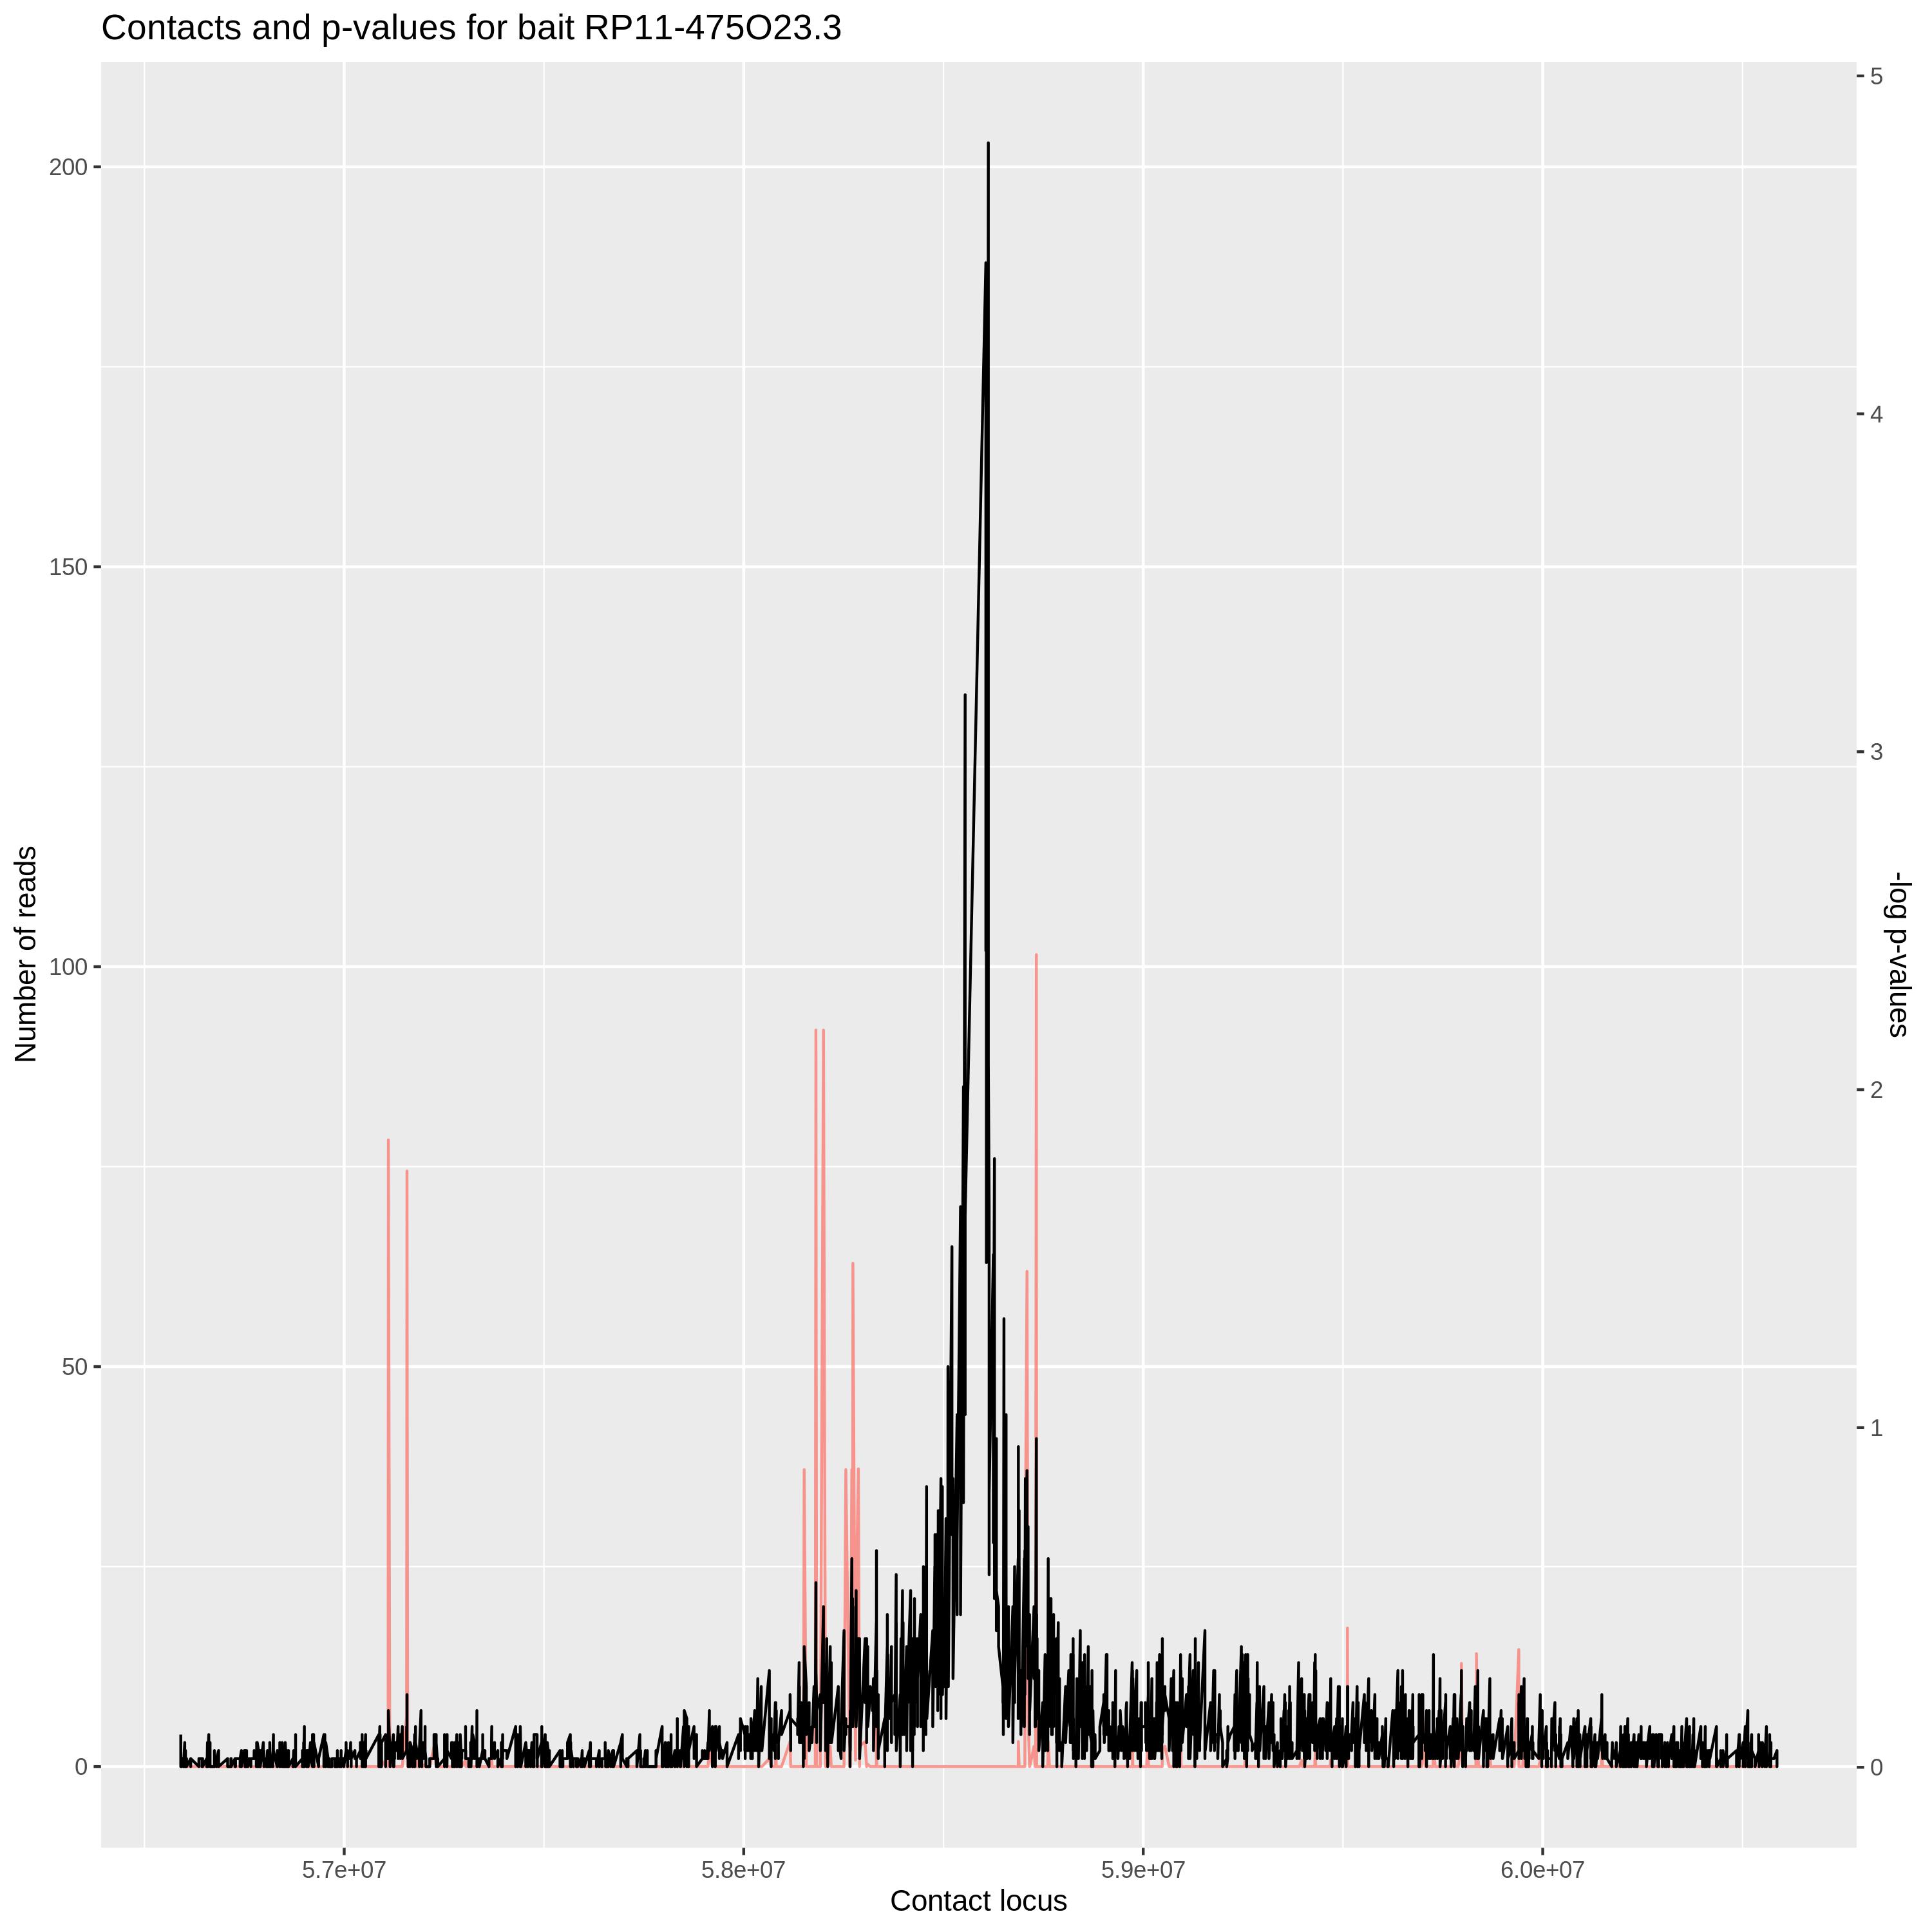 Contacts and p-values for bait RP11-475O23.3
Number of reads
200
150
100
50
0
5
4
3
2
1
0
-log p-values
5.7e+07
5.8e+07
5.9e+07
6.0e+07
Contact locus